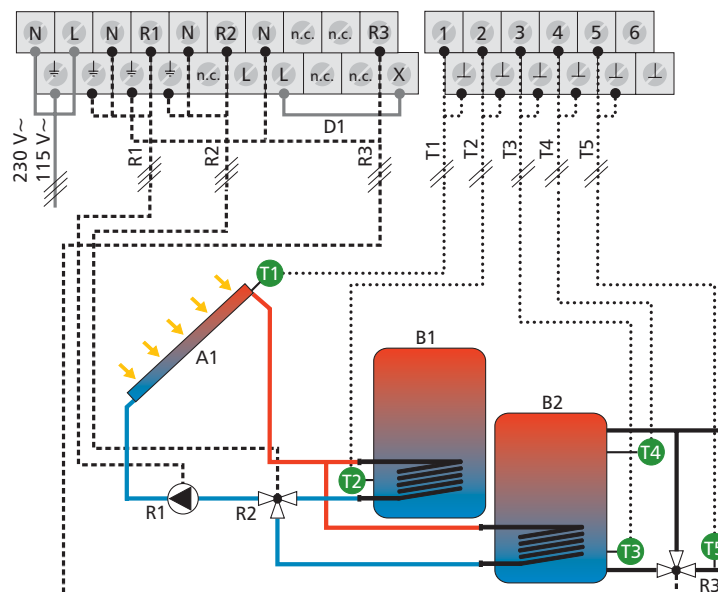 N L N R1 N R2 N n.c. n.c. R3
n.c. L L n.c. n.c. X
1 2 3 4 5 6
D1
230 V~
115 V~
R1
R2
R3
T1
T2
T3
T4
T5
T1
A1
B1
B2
T2
T4
T3
T5
R1
R2
R3